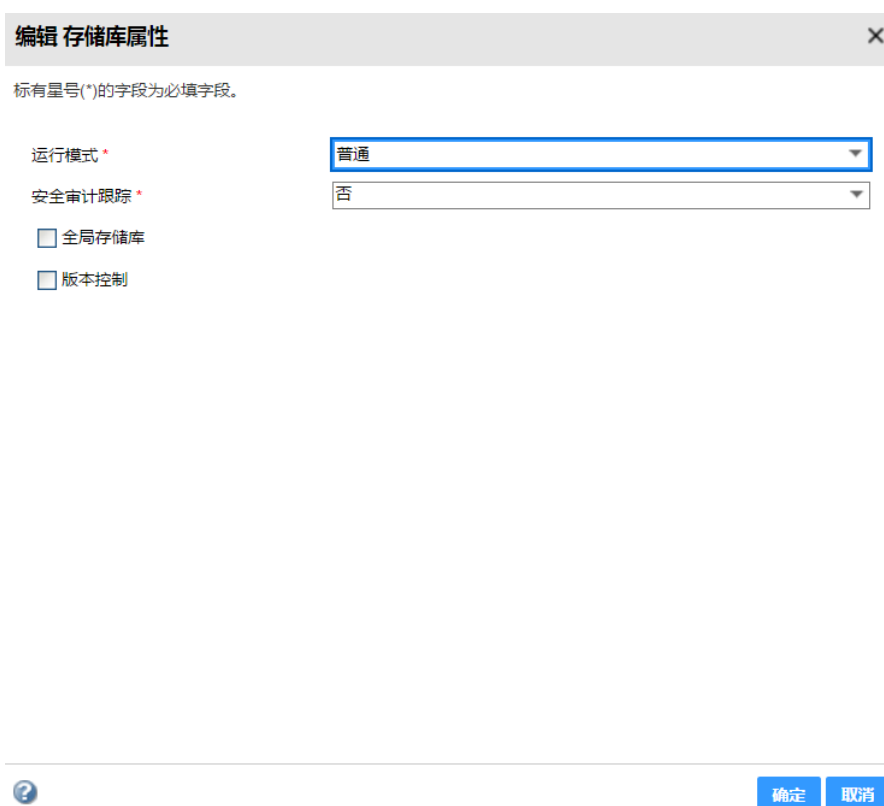 编辑 存储库属性
标有星号(*)的字段为必填字段。
运行模式 * 普通
安全审计跟踪 * 否
全局存储库
版本控制
确定 取消